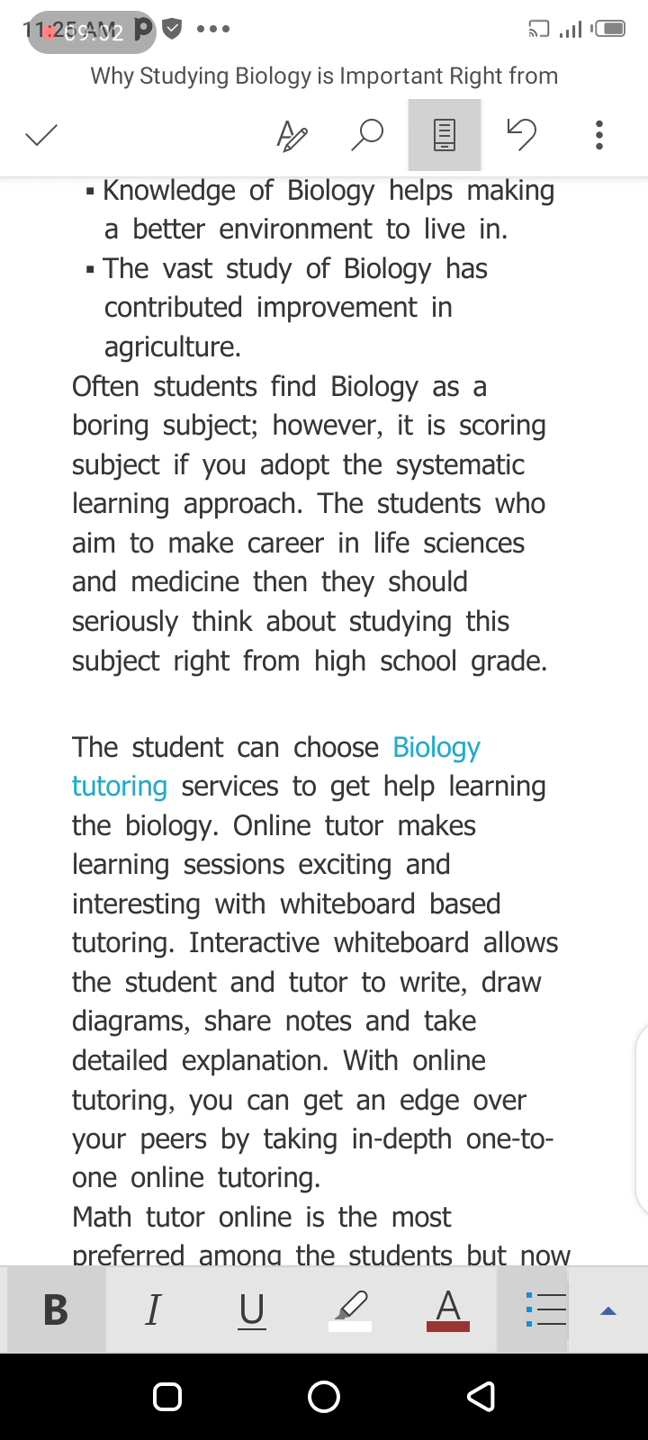 11:25 AM
09:02
Why Studying Biology is Important Right from
▪ Knowledge of Biology helps making
a better environment to live in.
▪ The vast study of Biology has
contributed improvement in
agriculture.
Often students find Biology as a
boring subject; however, it is scoring
subject if you adopt the systematic
learning approach. The students who
aim to make career in life sciences
and medicine then they should
seriously think about studying this
subject right from high school grade.
The student can choose Biology
tutoring services to get help learning
the biology. Online tutor makes
learning sessions exciting and
interesting with whiteboard based
tutoring. Interactive whiteboard allows
the student and tutor to write, draw
diagrams, share notes and take
detailed explanation. With online
tutoring, you can get an edge over
your peers by taking in-depth one-to-
one online tutoring.
Math tutor online is the most
preferred among the students but now
B I U A